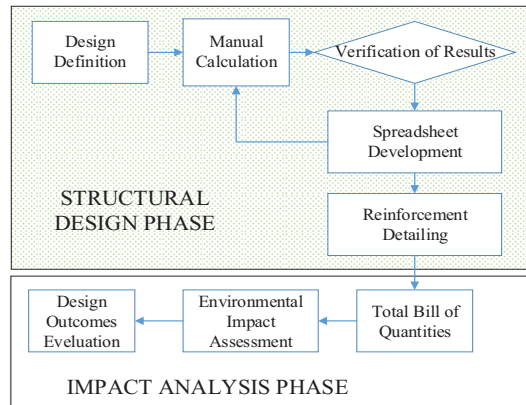 Design
Definition
Manual
Calculation
Verification of Results
Spreadsheet
Development
STRUCTURAL
DESIGN PHASE
Reinforcement
Detailing
Design
Outcomes
Eveluation
Environmental
Impact
Assessment
Total Bill of
Quantities
IMPACT ANALYSIS PHASE